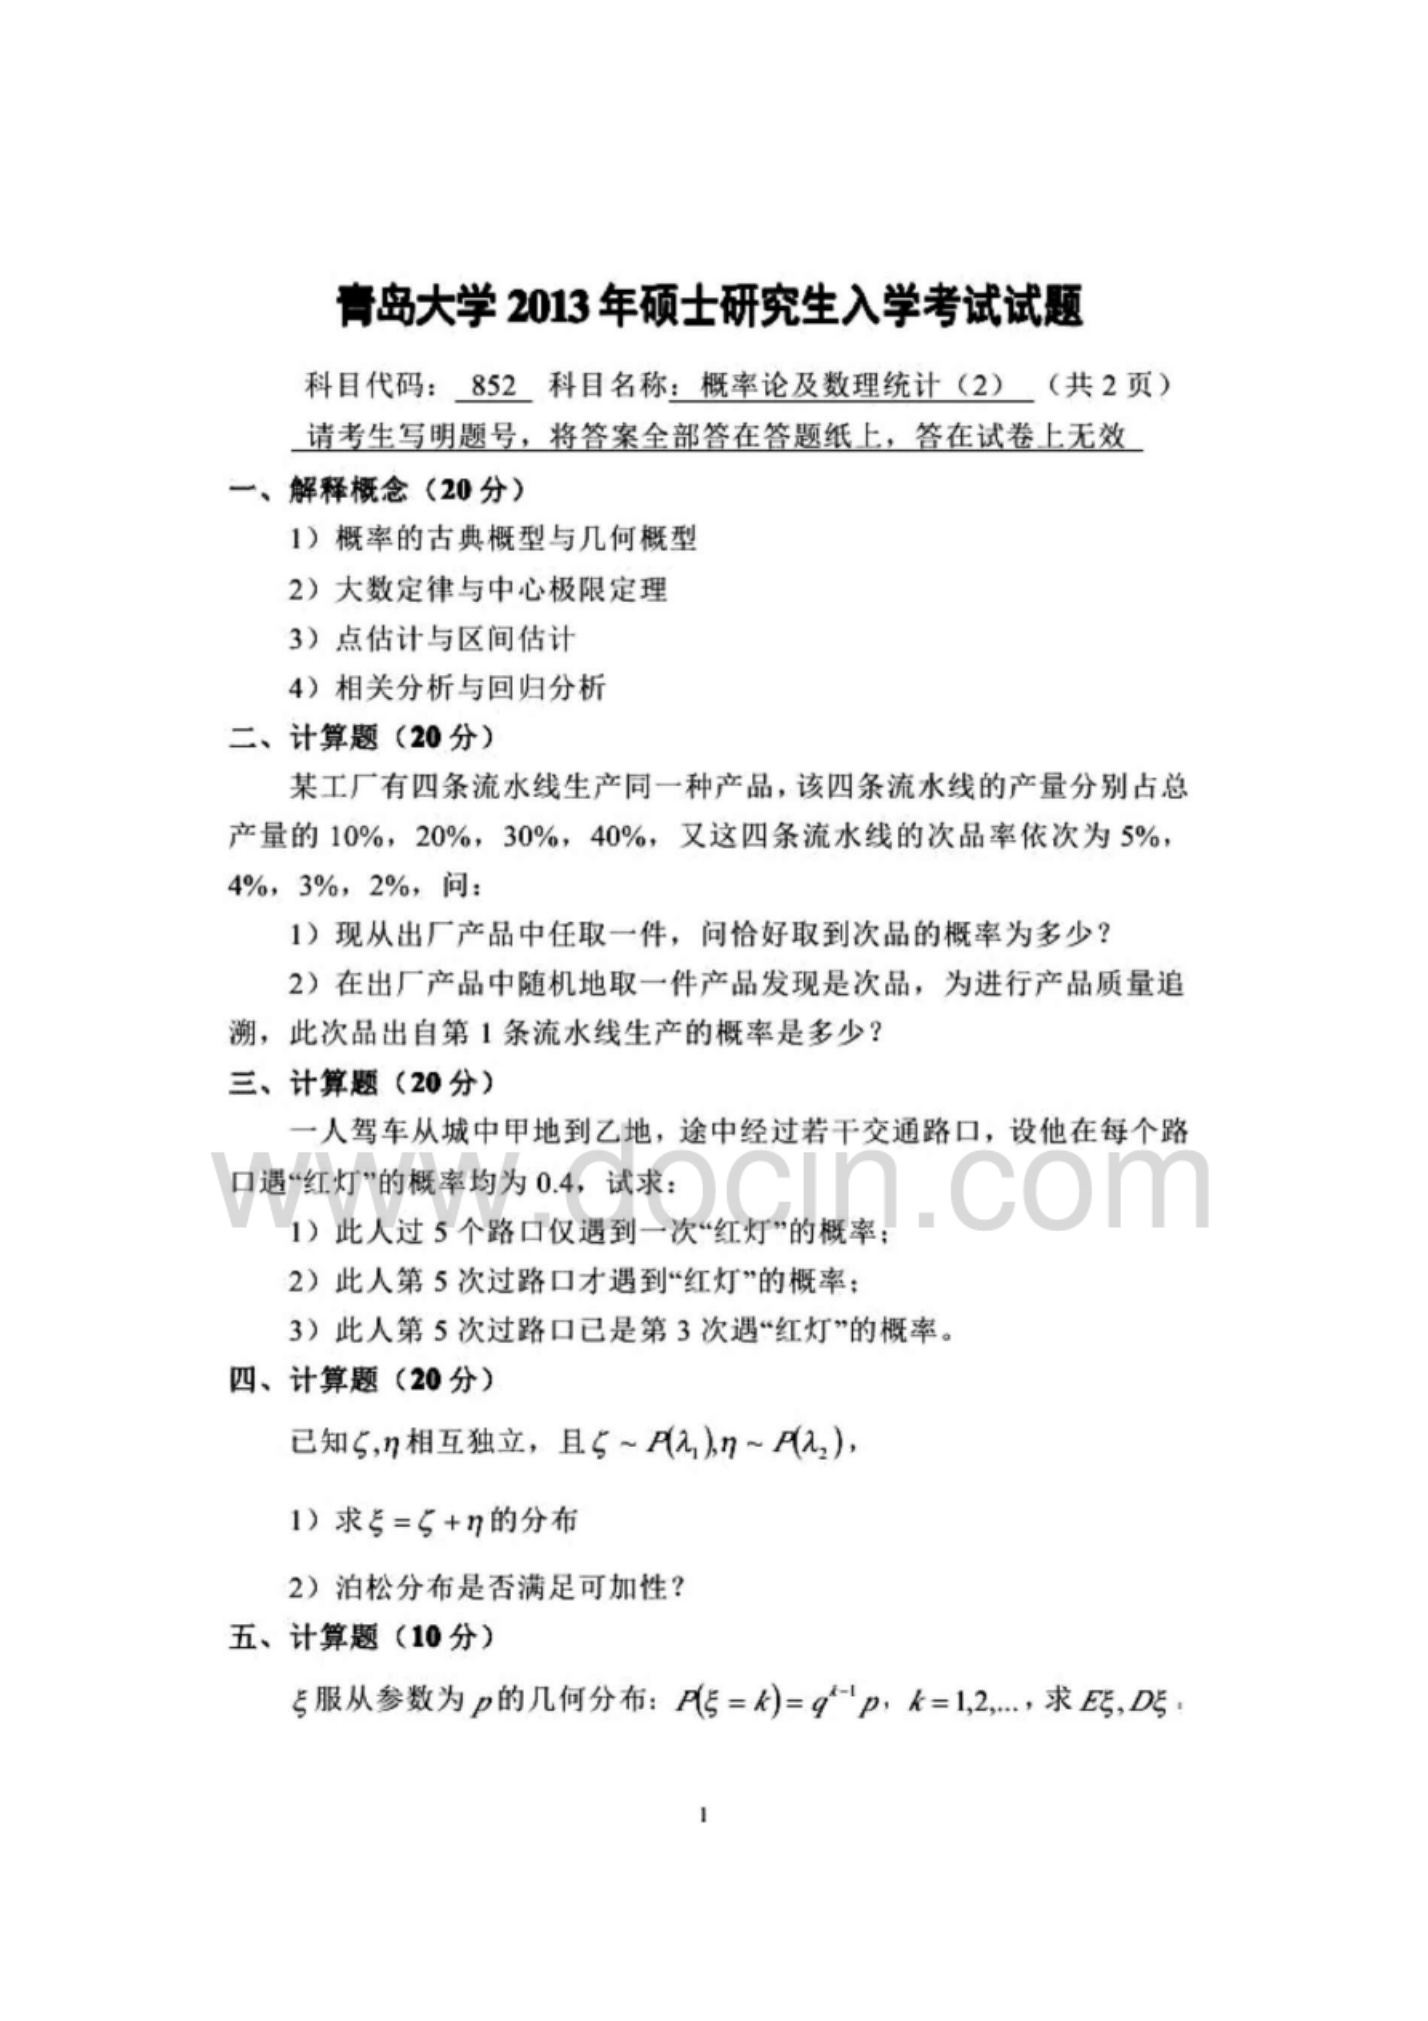 青岛大学 2013 年硕士研究生入学考试试题
科目代码： 852 科目名称：概率论及数理统计（2） （共 2 页）
请考生写明题号，将答案全部答在答题纸上，答在试卷上无效
一、解释概念（20 分）
1）概率的古典概型与几何概型
2）大数定律与中心极限定理
3）点估计与区间估计
4）相关分析与回归分析
二、计算题（20 分）
某工厂有四条流水线生产同一种产品，该四条流水线的产量分别占总
产量的 10%，20%，30%，40%，又这四条流水线的次品率依次为 5%，
4%，3%，2%，问：
1）现从出厂产品中任取一件，问恰好取到次品的概率为多少？
2）在出厂产品中随机地取一件产品发现是次品，为进行产品质量追
溯，此次品出自第 1 条流水线生产的概率是多少？
三、计算题（20 分）
一人驾车从城中甲地到乙地，途中经过若干交通路口，设他在每个路
口遇“红灯”的概率均为 0.4，试求：
www.docin.com
1）此人过 5 个路口仅遇到一次“红灯”的概率；
2）此人第 5 次过路口才遇到“红灯”的概率；
3）此人第 5 次过路口已是第 3 次遇“红灯”的概率。
四、计算题（20 分）
已知ζ,η相互独立，且ζ ~ P(λ₁),η ~ P(λ₂)，
1）求ξ = ζ + η的分布
2）泊松分布是否满足可加性？
五、计算题（10 分）
ξ服从参数为p的几何分布：P(ξ = k) = q^{k-1} p，k = 1,2,...，求Eξ,Dξ；
1